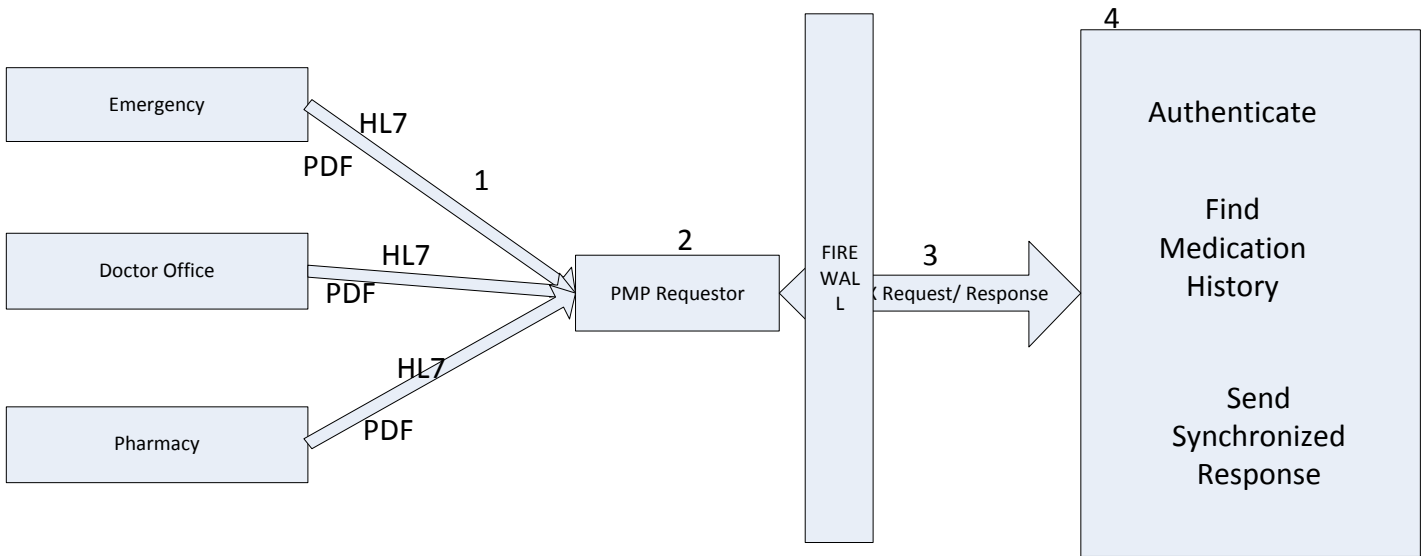 4
Emergency
HL7
PDF
1
Authenticate
Find
Medication
History
Doctor Office
HL7
PDF
2
PMP Requestor
FIRE
WAL
L
3
Request/ Response
HL7
PDF
Pharmacy
Send
Synchronized
Response